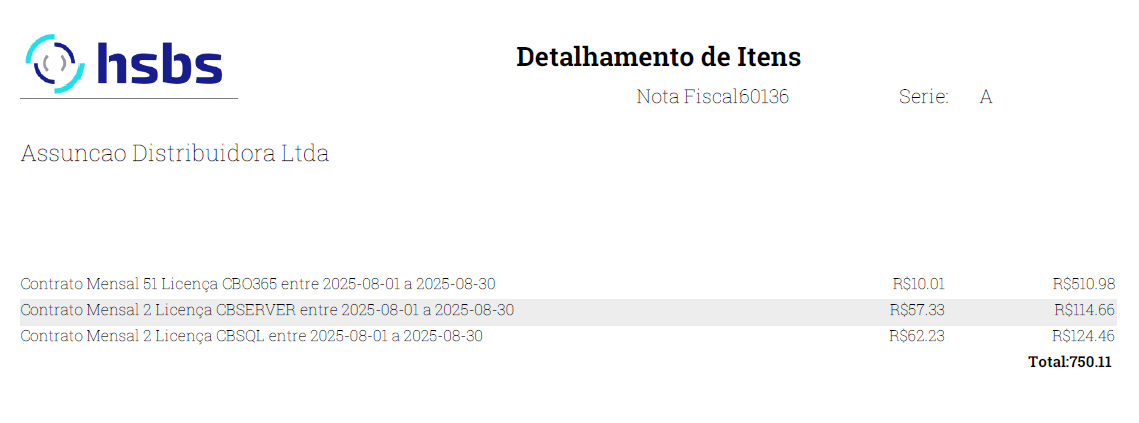 hsbs
Detalhamento de Itens
Nota Fiscal60136 Serie: A
Assuncao Distribuidora Ltda
Contrato Mensal 51 Licença CBO365 entre 2025-08-01 a 2025-08-30 R$10.01 R$510.98
Contrato Mensal 2 Licença CBSERVER entre 2025-08-01 a 2025-08-30 R$57.33 R$114.66
Contrato Mensal 2 Licença CBSQL entre 2025-08-01 a 2025-08-30 R$62.23 R$124.46
Total:750.11